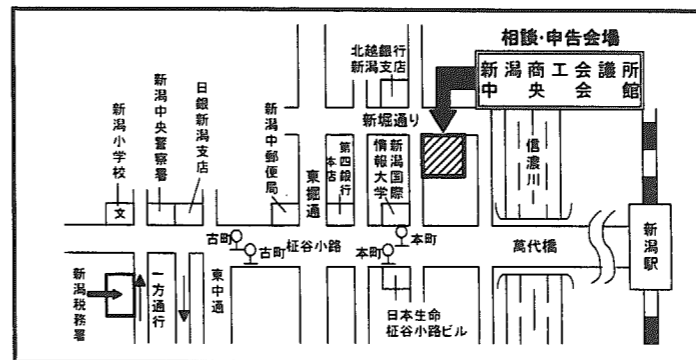 相談・申告会場
新潟商工会議所
中央会館
北越銀行
新潟支店
新堀通り
新潟小学校
文
新潟中央警察署
日銀新潟支店
新潟中郵便局
東堀通
第四銀行
本店
新潟国際
情報大学
信濃川
新潟駅
古町
古町
柾谷小路
本町
本町
萬代橋
新潟税務署
一方通行
東中通
日本生命
柾谷小路ビル